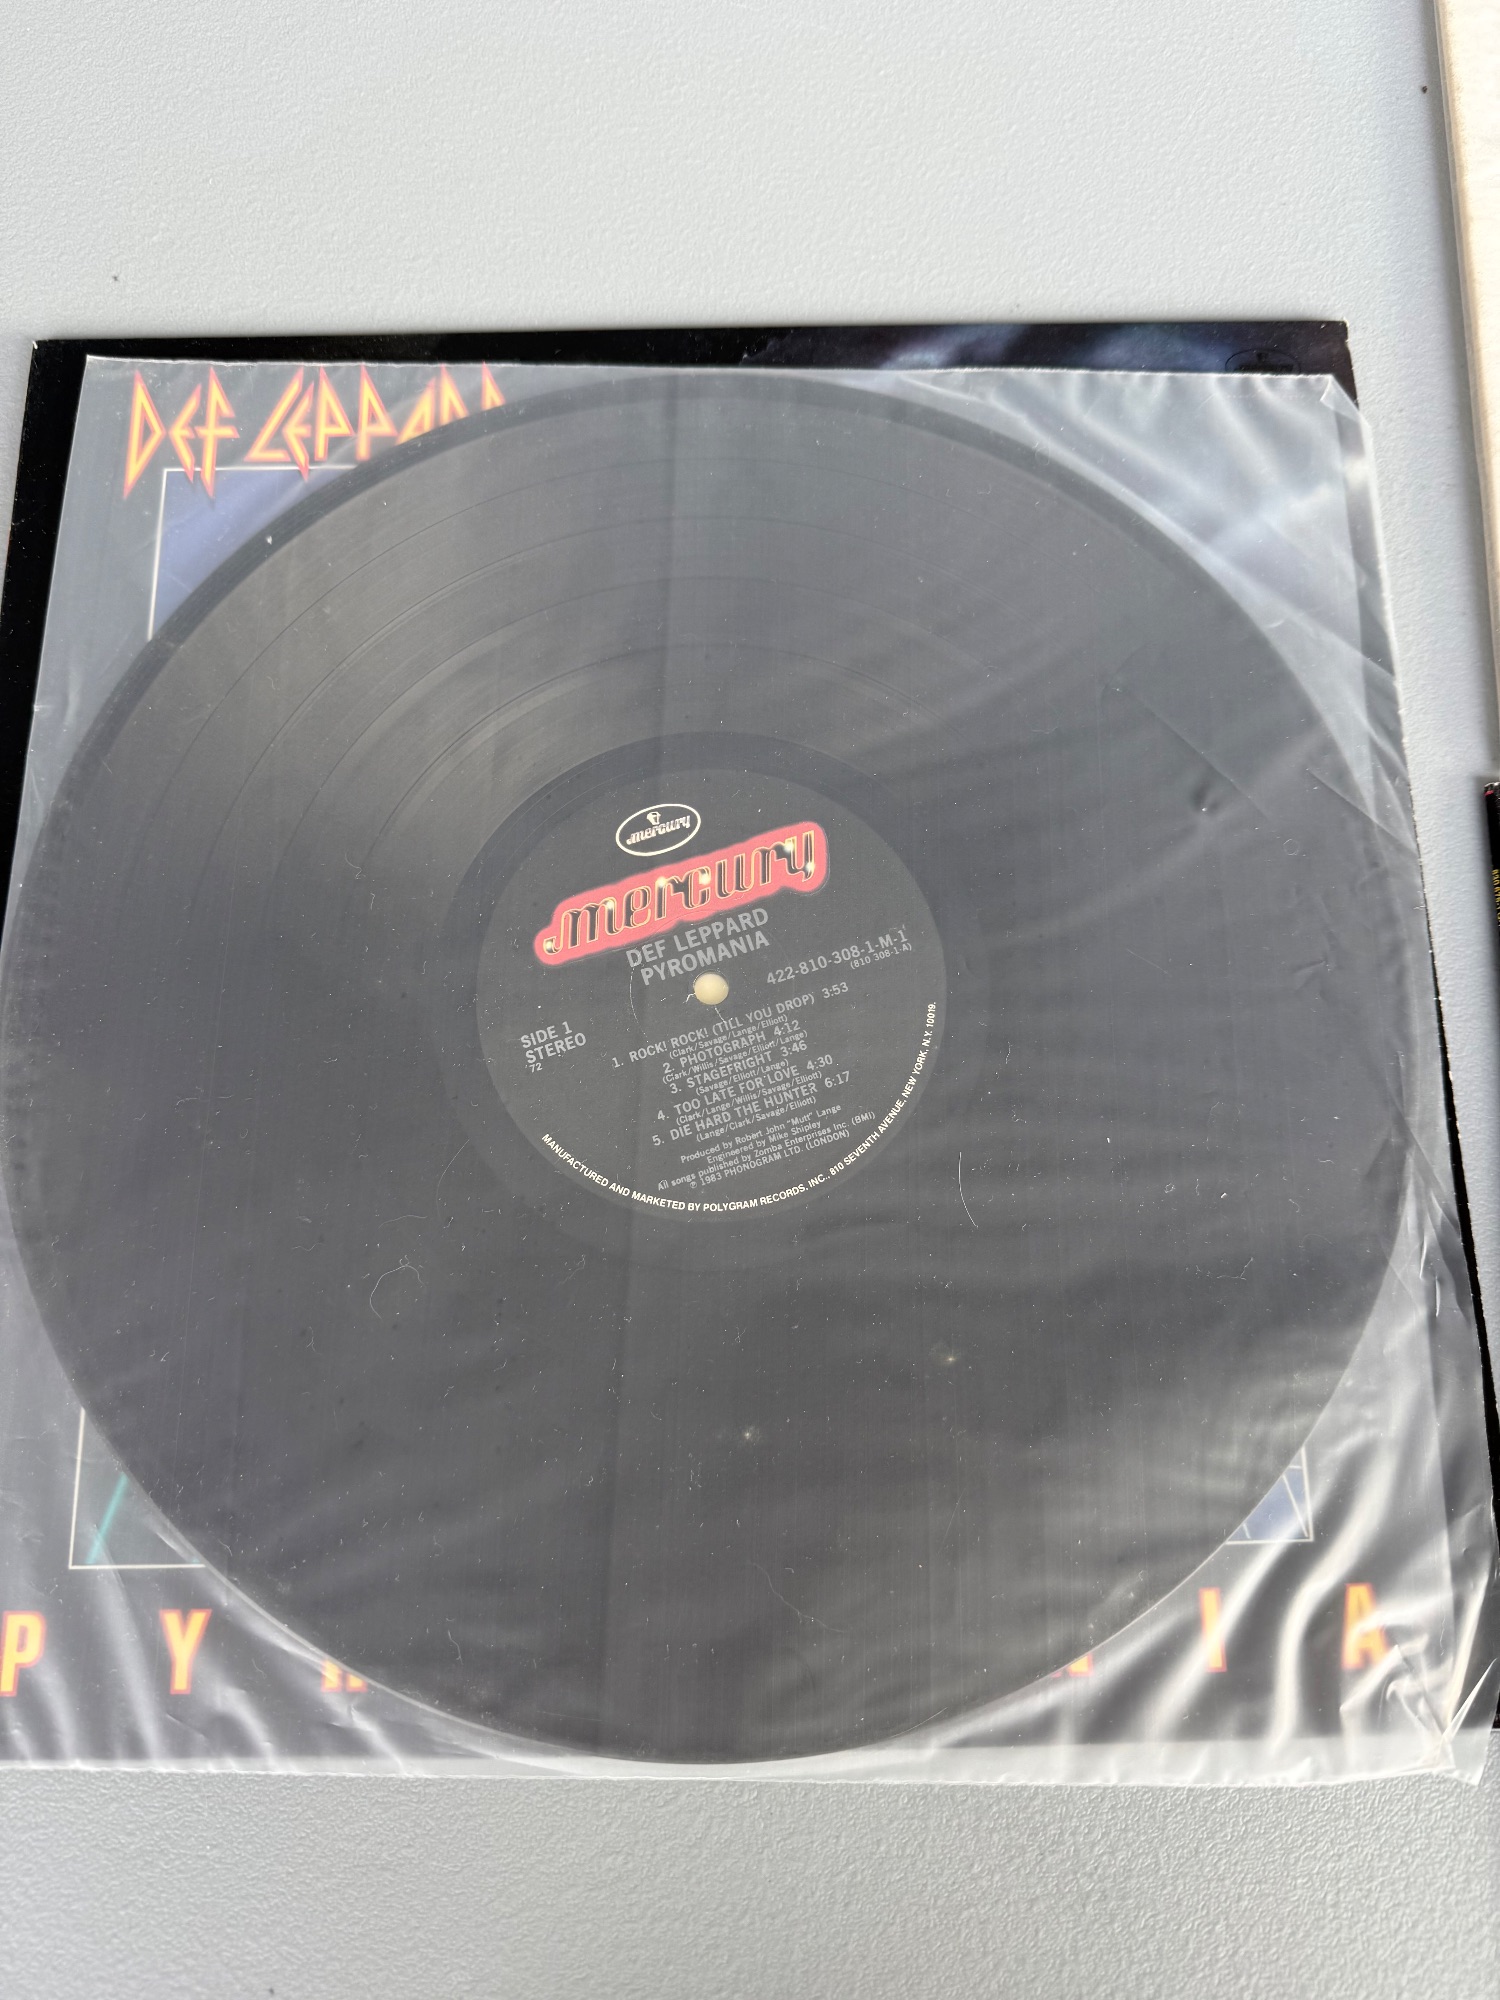 DEF LEPPARD
mercury
mercury
DEF LEPPARD
PYROMANIA
422-810-308-1-M-1
(810 308-1-A)
SIDE 1
STEREO
'72
1. ROCK! ROCK! (TILL YOU DROP) 3:53
(Clark/Savage/Lange/Elliott)
2. PHOTOGRAPH 4:12
(Clark/Willis/Savage/Elliott/Lange)
3. STAGEFRIGHT 3:46
(Savage/Elliott/Lange)
4. TOO LATE FOR LOVE 4:30
(Clark/Lange/Willis/Savage/Elliott)
5. DIE HARD THE HUNTER 6:17
(Lange/Clark/Savage/Elliott)
Produced by Robert John "Mutt" Lange
Engineered by Mike Shipley
All songs published by Zomba Enterprises Inc. (BMI)
℗ 1983 PHONOGRAM LTD. (LONDON)
MANUFACTURED AND MARKETED BY POLYGRAM RECORDS, INC., 810 SEVENTH AVENUE, NEW YORK, N.Y. 10019.
P Y R N I A